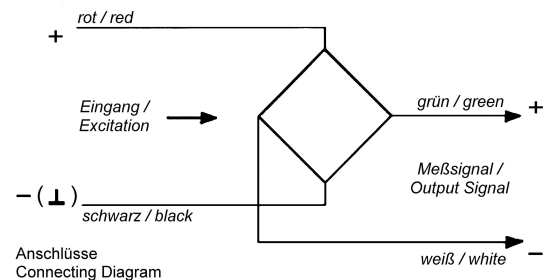 rot / red
+
Eingang /
Excitation
grün / green
+
Meßsignal /
Output Signal
- (⊥)
schwarz / black
Anschlüsse
Connecting Diagram
weiß / white
-